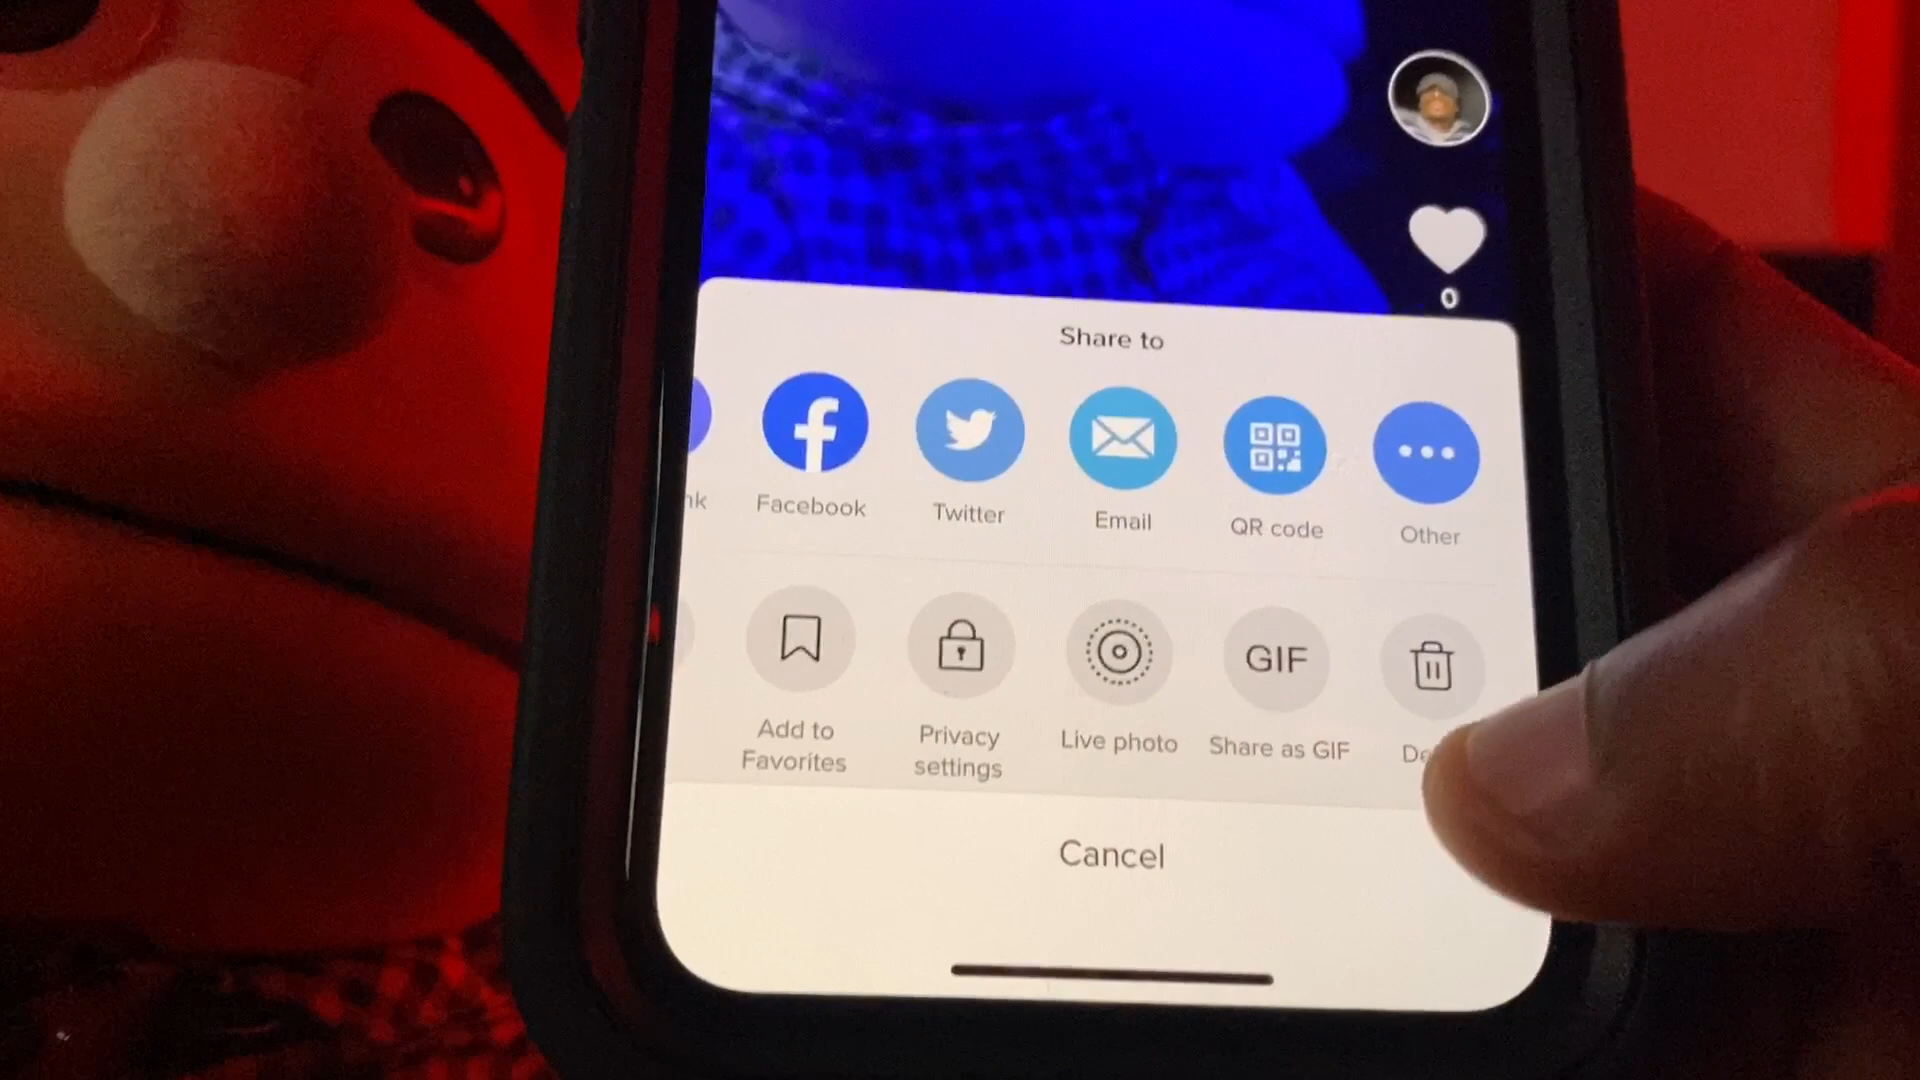 0
Share to
Facebook
Twitter
Email
QR code
Other
Add to
Favorites
Privacy
settings
Live photo
GIF
Share as GIF
Cancel